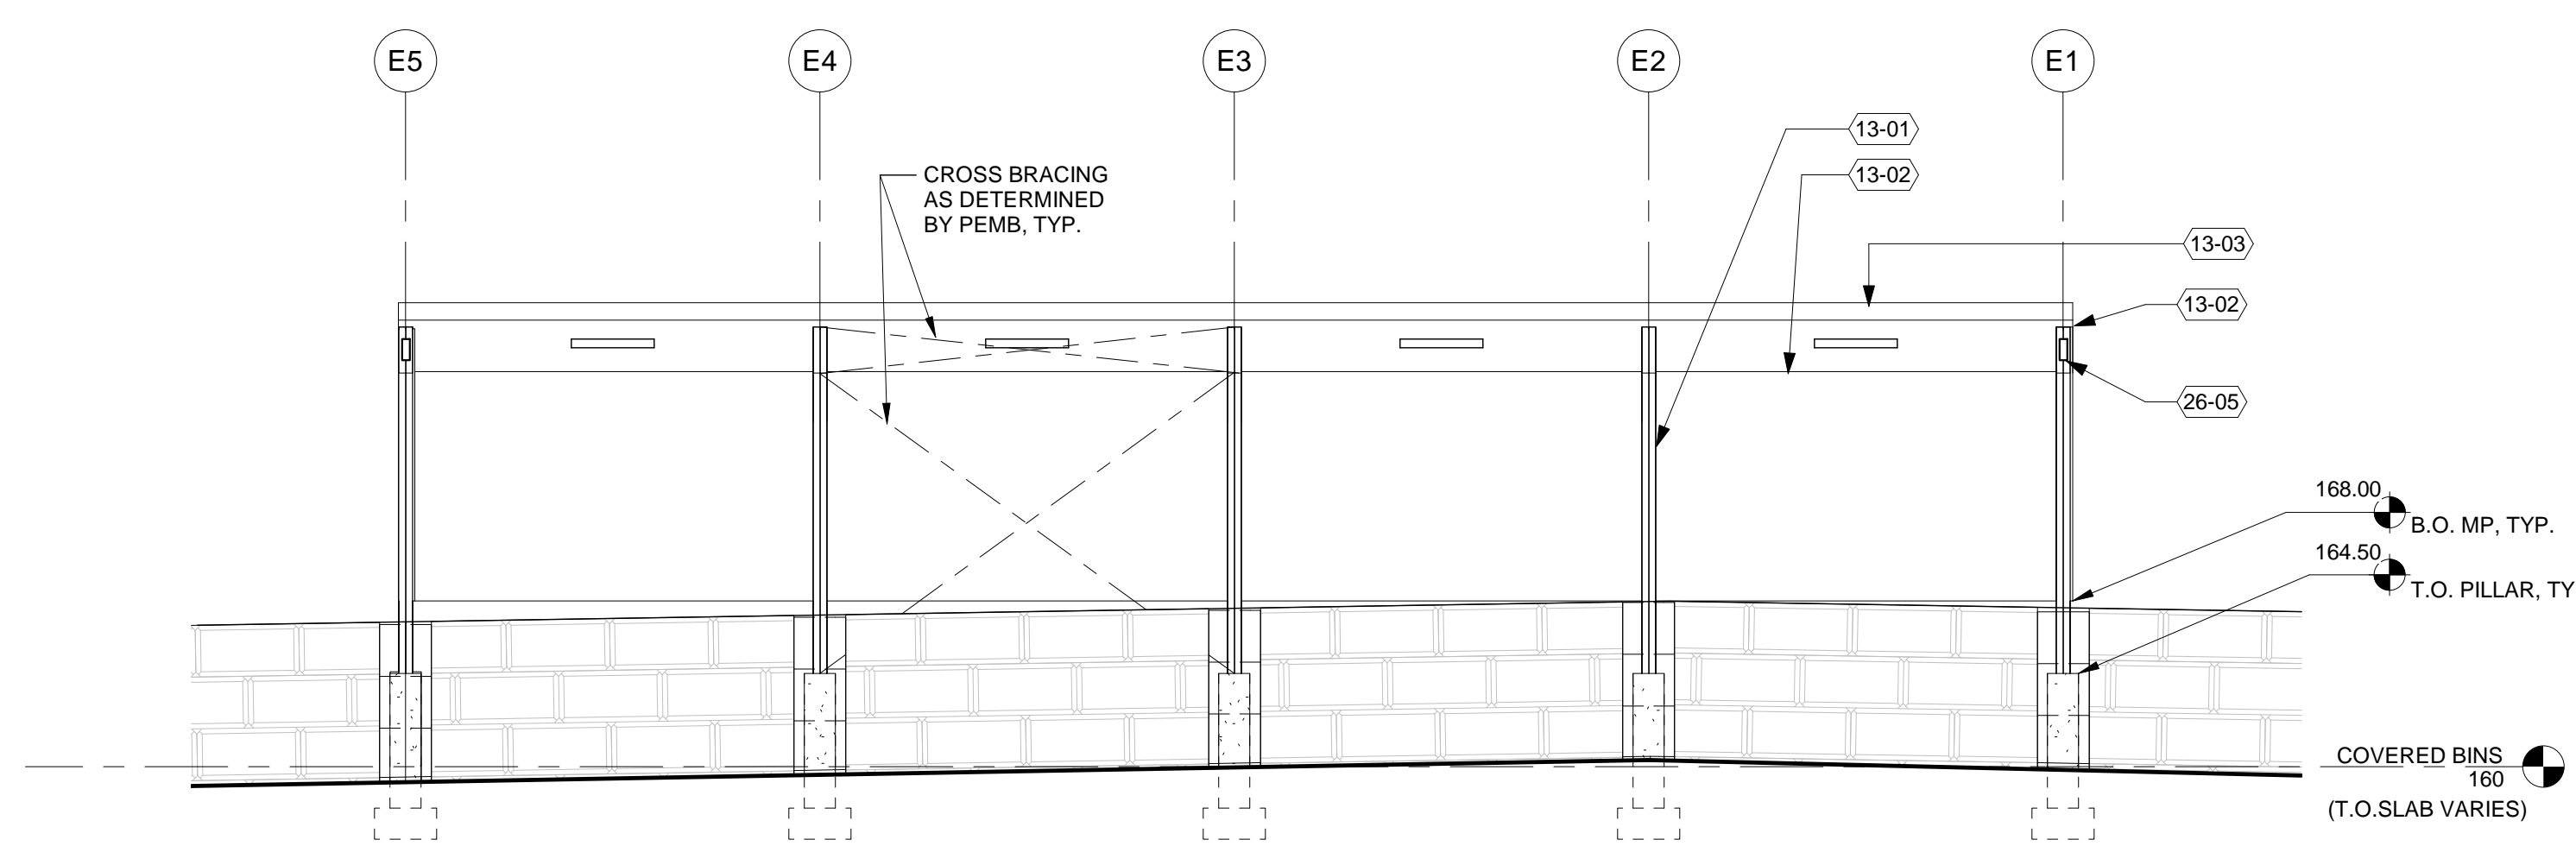 E5
E4
E3
E2
E1
13-01
CROSS BRACING
AS DETERMINED
BY PEMB, TYP.
13-02
13-03
13-02
26-05
168.00
B.O. MP, TYP.
164.50
T.O. PILLAR, TY
COVERED BINS
160
(T.O.SLAB VARIES)